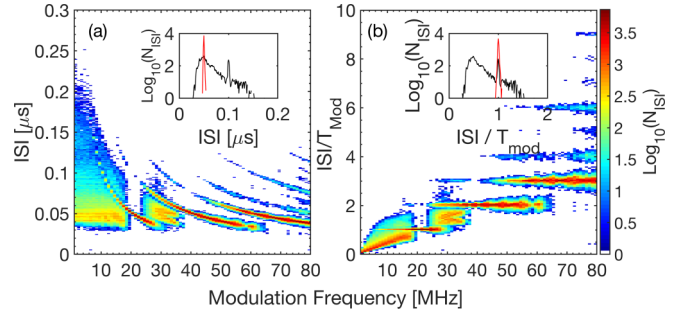 0.3
0.25
0.2
0.15
0.1
0.05
0
ISI [μs]
(a)
4
2
0
Log10(NISI)
0 0.1 0.2
ISI [μs]
10 20 30 40 50 60 70 80
10
8
6
4
2
0
ISI/TMod
(b)
4
2
0
Log10(NISI)
0 1 2
ISI / Tmod
10 20 30 40 50 60 70 80
3.5
3
2.5
2
1.5
1
0.5
0
Log10(NISI)
Modulation Frequency [MHz]